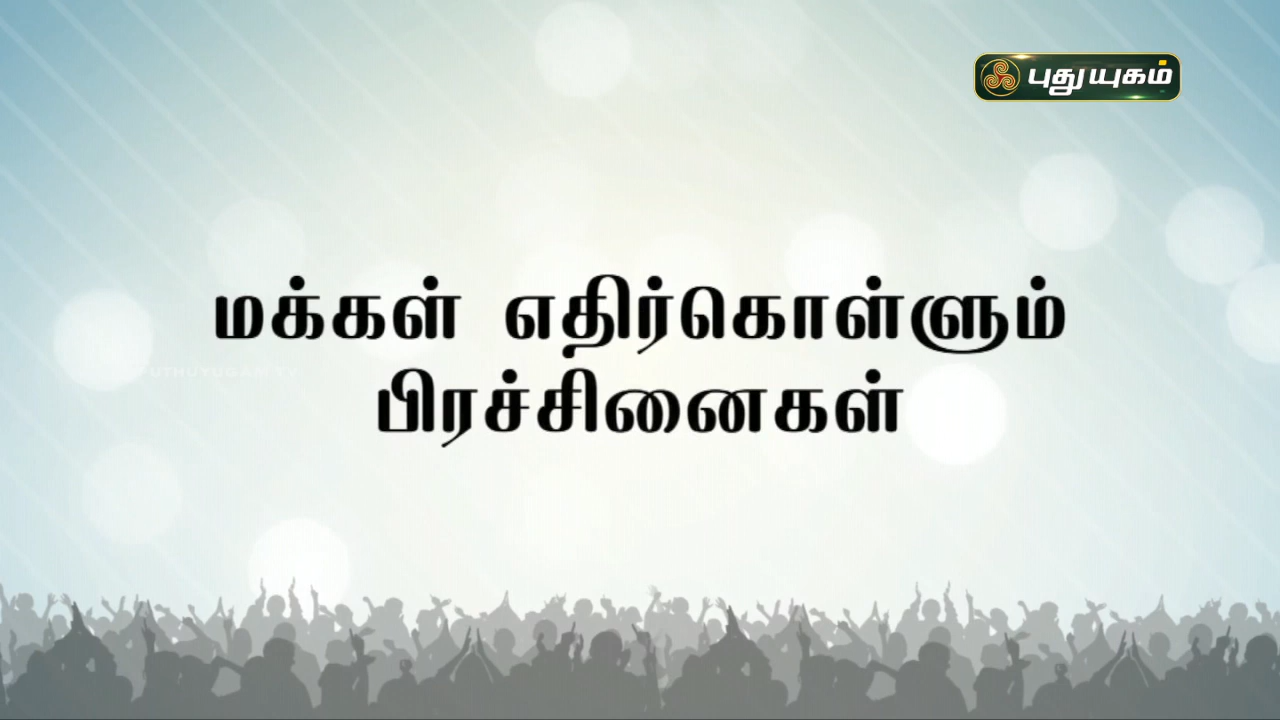 புதுயுகம்
மக்கள் எதிர்கொள்ளும்
பிரச்சினைகள்